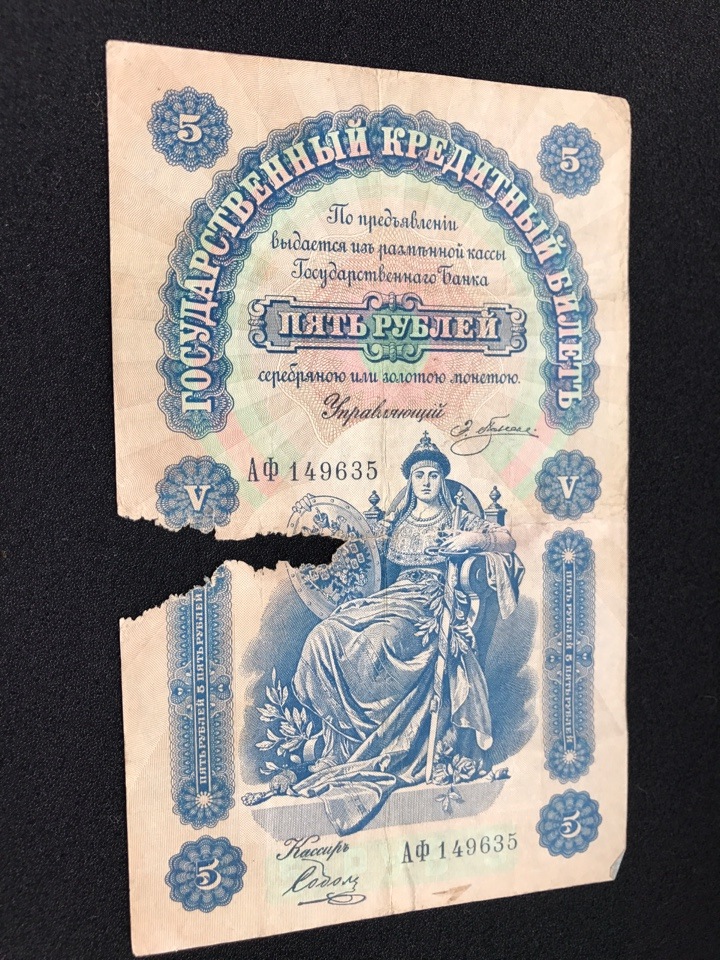 5
5
ГОСУДАРСТВЕННЫЙ КРЕДИТНЫЙ БИЛЕТЪ
По предъявленіи
выдается изъ размѣнной кассы
Государственнаго Банка
ПЯТЬ РУБЛЕЙ
серебряною или золотою монетою.
Управляющій
АФ 149635
V
V
ПЯТЬ РУБЛЕЙ 5 ПЯТЬ РУБЛЕЙ
ПЯТЬ РУБЛЕЙ 5 ПЯТЬ РУБЛЕЙ
Кассиръ
АФ 149635
5
5